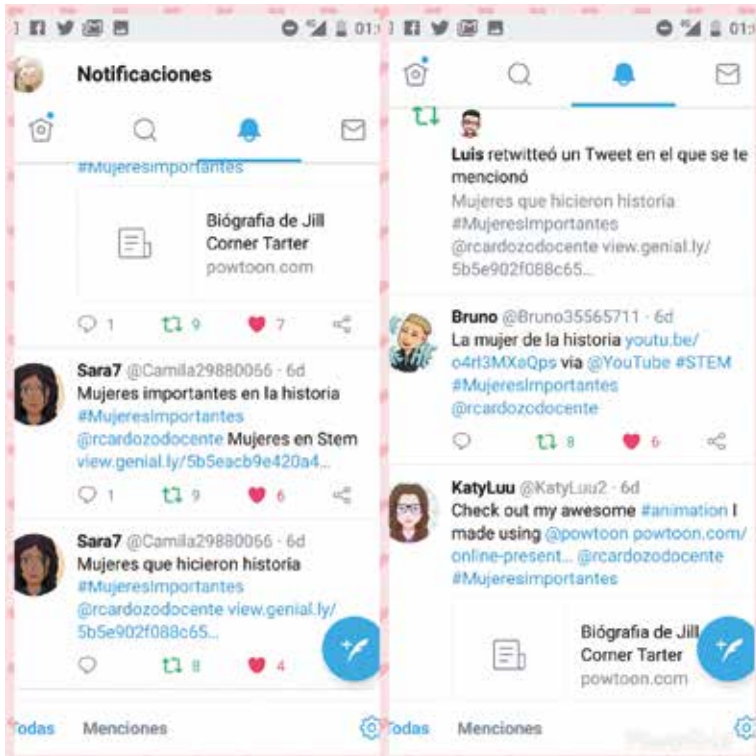 01:
Notificaciones
#Mujeresimportantes
Biógrafia de Jill
Corner Tarter
powtoon.com
1 9 7
Sara7 @Camila29880066 · 6d
Mujeres importantes en la historia
#MujeresImportantes
@rcardozodocente Mujeres en Stem
view.genial.ly/5b5eacb9e420a4...
1 9 6
Sara7 @Camila29880066 · 6d
Mujeres que hicieron historia
#MujeresImportantes
@rcardozodocente view.genial.ly/
5b5e902f088c65...
8 4
Todas Menciones
01:
Luis retwitteó un Tweet en el que se te
mencionó
Mujeres que hicieron historia
#MujeresImportantes
@rcardozodocente view.genial.ly/
5b5e902f088c65...
Bruno @Bruno35565711 · 6d
La mujer de la historia youtu.be/
o4rI3MXaQps via @YouTube #STEM
#MujeresImportantes
@rcardozodocente
8 6
KatyLuu @KatyLuu2 · 6d
Check out my awesome #animation I
made using @powtoon powtoon.com/
online-present... @rcardozodocente
#Mujeresimportantes
Biógrafia de Jill
Corner Tarter
powtoon.com
Todas Menciones